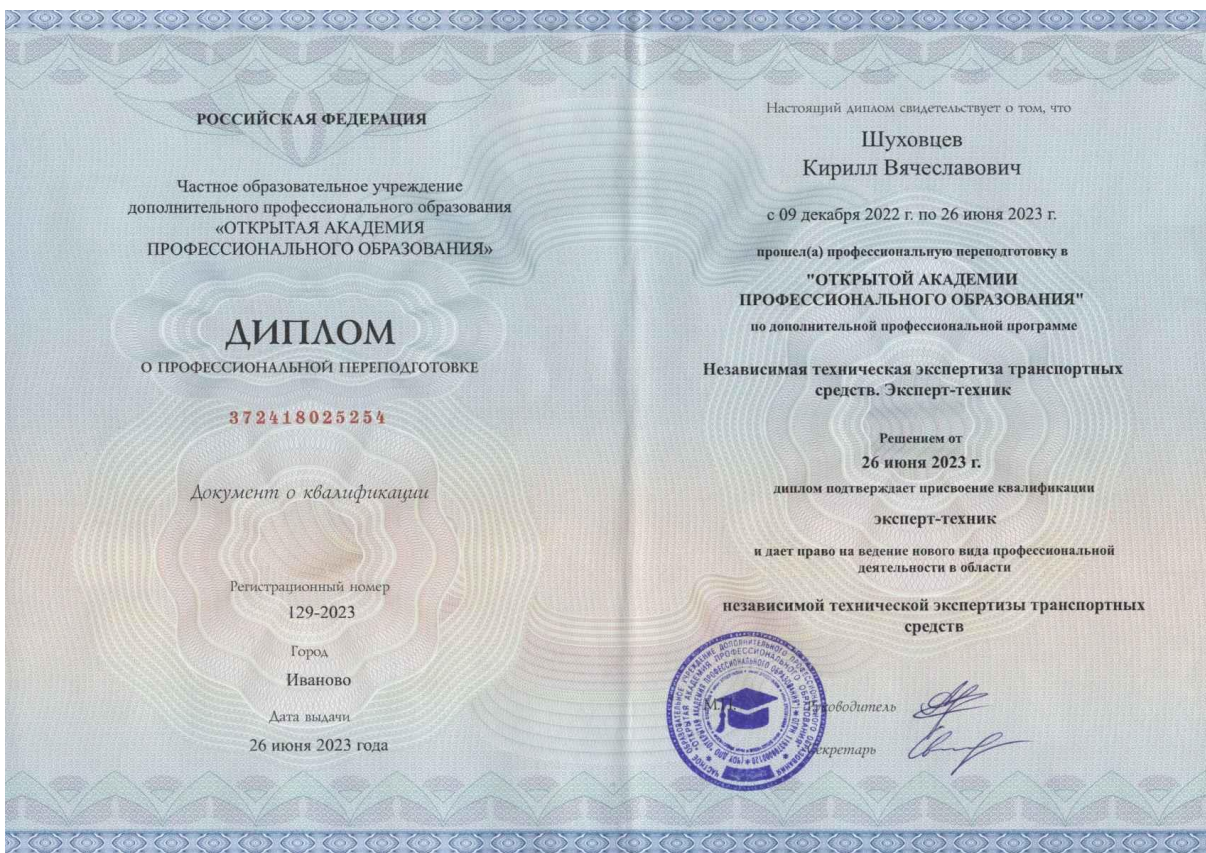 РОССИЙСКАЯ ФЕДЕРАЦИЯ
Частное образовательное учреждение
дополнительного профессионального образования
«ОТКРЫТАЯ АКАДЕМИЯ
ПРОФЕССИОНАЛЬНОГО ОБРАЗОВАНИЯ»
ДИПЛОМ
О ПРОФЕССИОНАЛЬНОЙ ПЕРЕПОДГОТОВКЕ
372418025254
Документ о квалификации
Регистрационный номер
129-2023
Город
Иваново
Дата выдачи
26 июня 2023 года
Настоящий диплом свидетельствует о том, что
Шуховцев
Кирилл Вячеславович
с 09 декабря 2022 г. по 26 июня 2023 г.
прошел(а) профессиональную переподготовку в
"ОТКРЫТОЙ АКАДЕМИИ
ПРОФЕССИОНАЛЬНОГО ОБРАЗОВАНИЯ"
по дополнительной профессиональной программе
Независимая техническая экспертиза транспортных
средств. Эксперт-техник
Решением от
26 июня 2023 г.
диплом подтверждает присвоение квалификации
эксперт-техник
и дает право на ведение нового вида профессиональной
деятельности в области
независимой технической экспертизы транспортных
средств
М.П.
Руководитель
Секретарь